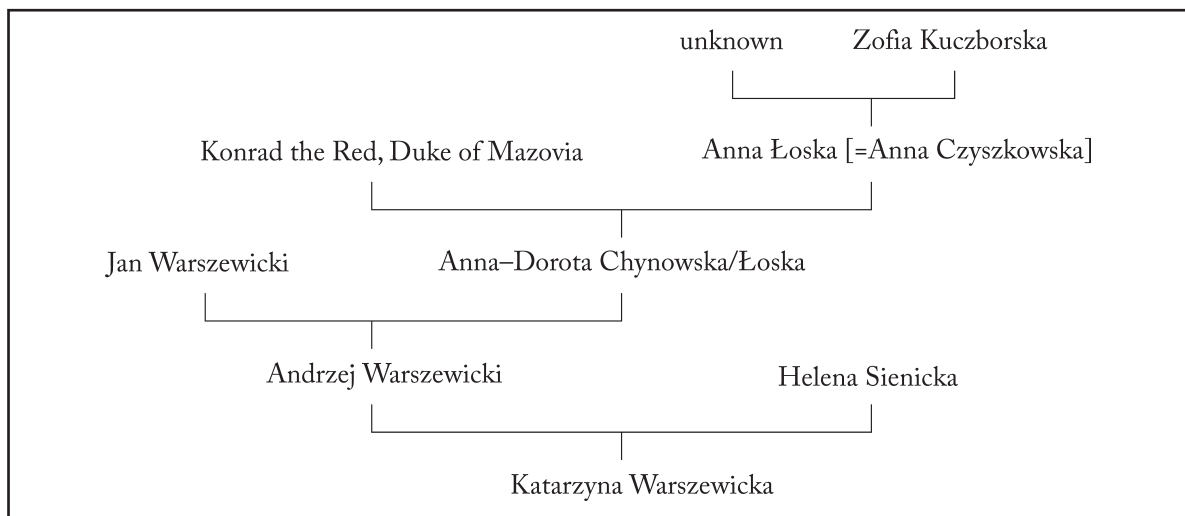 unknown Zofia Kuczborska
Konrad the Red, Duke of Mazovia Anna Łoska [=Anna Czyszkowska]
Jan Warszewicki Anna–Dorota Chynowska/Łoska
Andrzej Warszewicki Helena Sienicka
Katarzyna Warszewicka